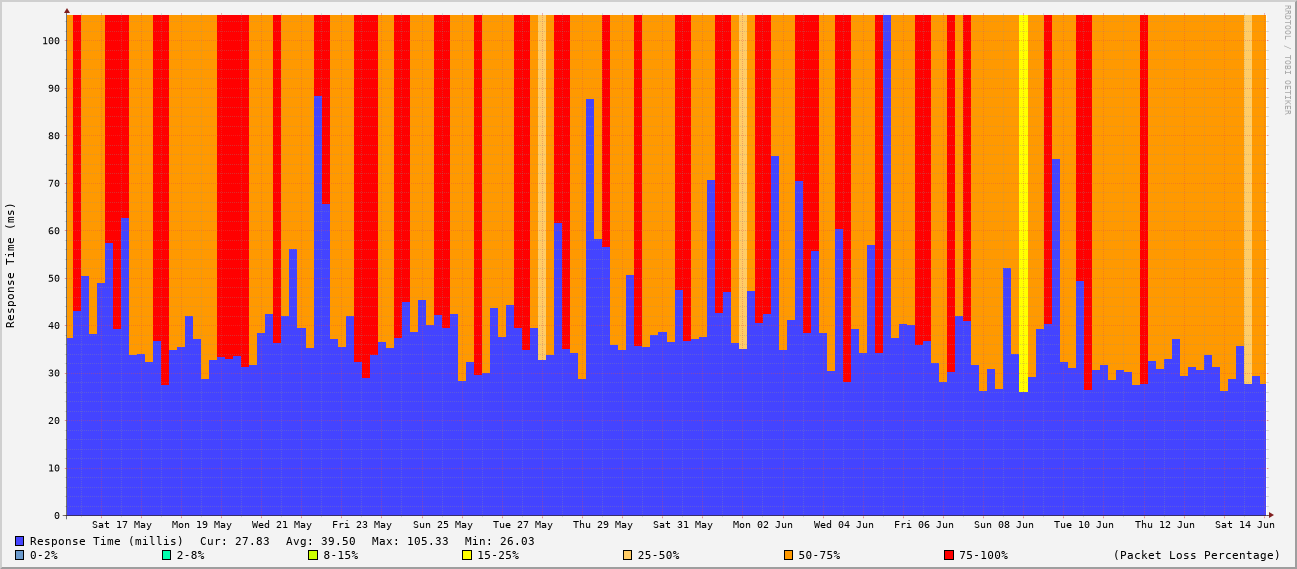 RRDTOOL / TOBI OETIKER
Response Time (ms)
100
90
80
70
60
50
40
30
20
10
0
Sat 17 May Mon 19 May Wed 21 May Fri 23 May Sun 25 May Tue 27 May Thu 29 May Sat 31 May Mon 02 Jun Wed 04 Jun Fri 06 Jun Sun 08 Jun Tue 10 Jun Thu 12 Jun Sat 14 Jun
Response Time (millis) Cur: 27.83 Avg: 39.50 Max: 105.33 Min: 26.03
0-2% 2-8% 8-15% 15-25% 25-50% 50-75% 75-100% (Packet Loss Percentage)